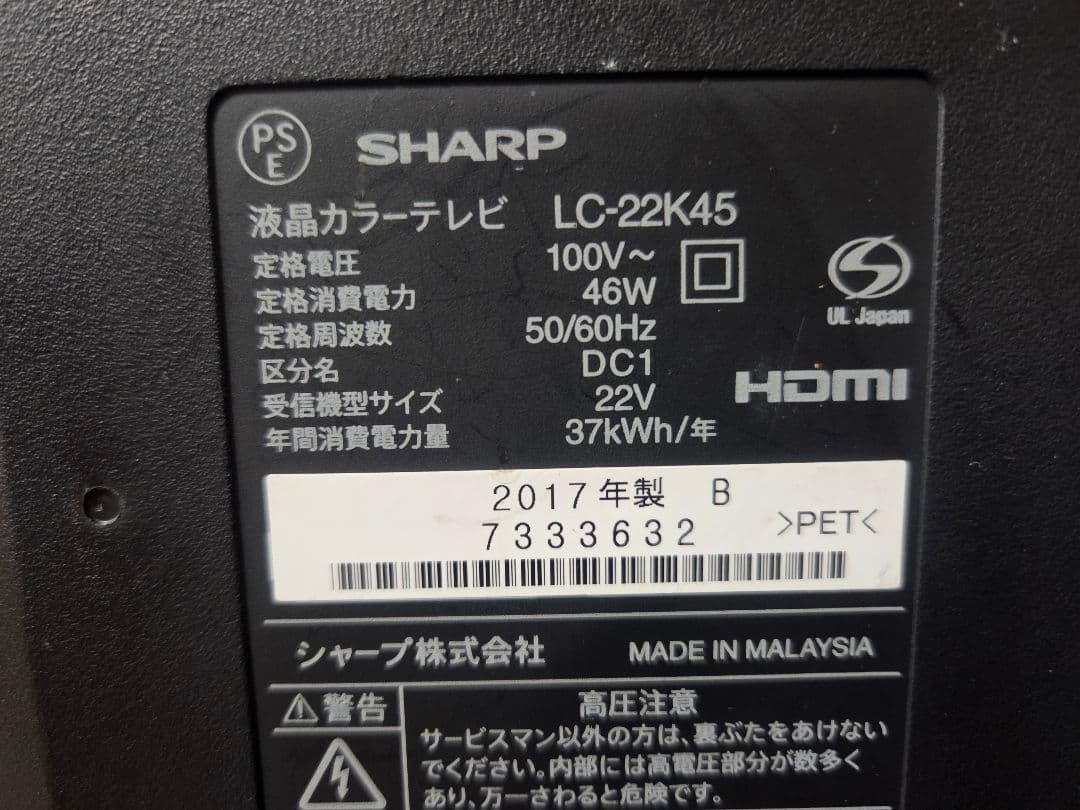 PS
E
SHARP
液晶カラーテレビ LC-22K45
定格電圧 100V～
定格消費電力 46W
定格周波数 50/60Hz
区分名 DC1
受信機型サイズ 22V
年間消費電力量 37kWh/年
S
UL Japan
HDMI
2017年製 B
7333632 >PET<
シャープ株式会社 MADE IN MALAYSIA
⚠警告
高圧注意
サービスマン以外の方は、裏ぶたをあけない
でください。内部には高電圧部分が数多く
あり、万一さわると危険です。